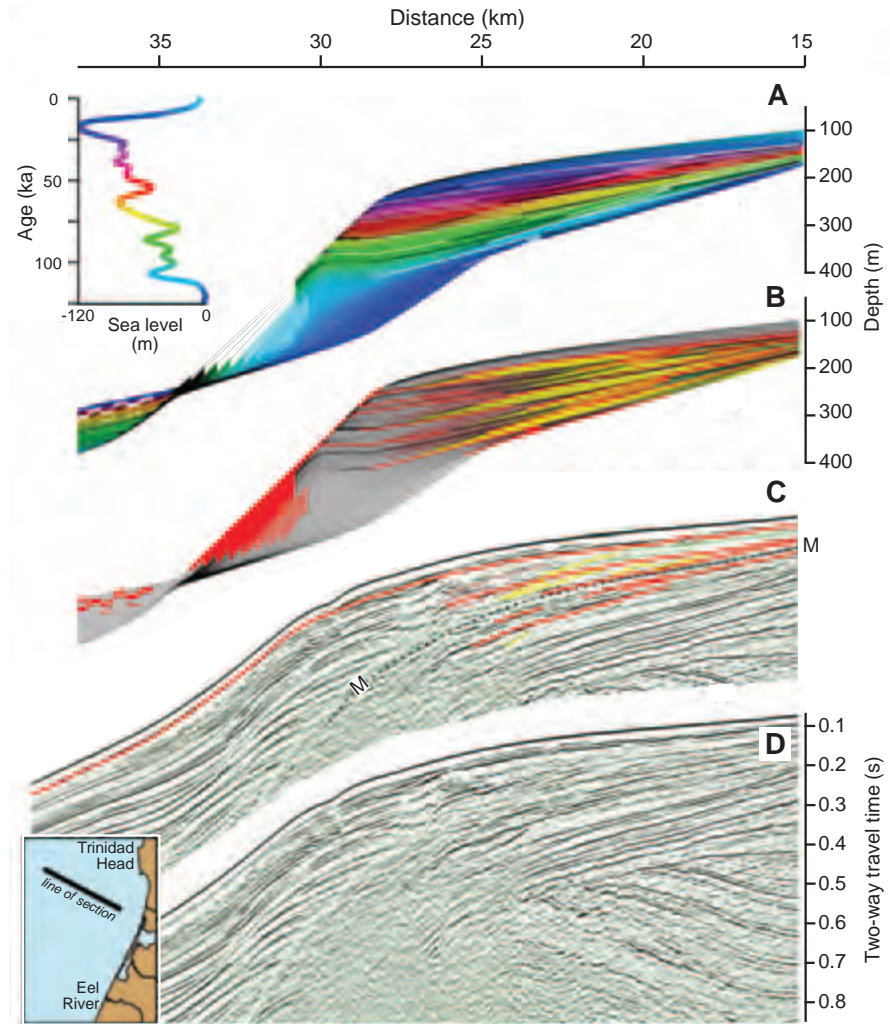 Distance (km)
35 30 25 20 15
A
0
50
100
Age (ka)
-120 0
Sea level
(m)
100
200
300
400
Depth (m)
B
100
200
300
400
C
M
M
D
0.1
0.2
0.3
0.4
0.5
0.6
0.7
0.8
Two-way travel time (s)
Trinidad
Head
line of section
Eel
River